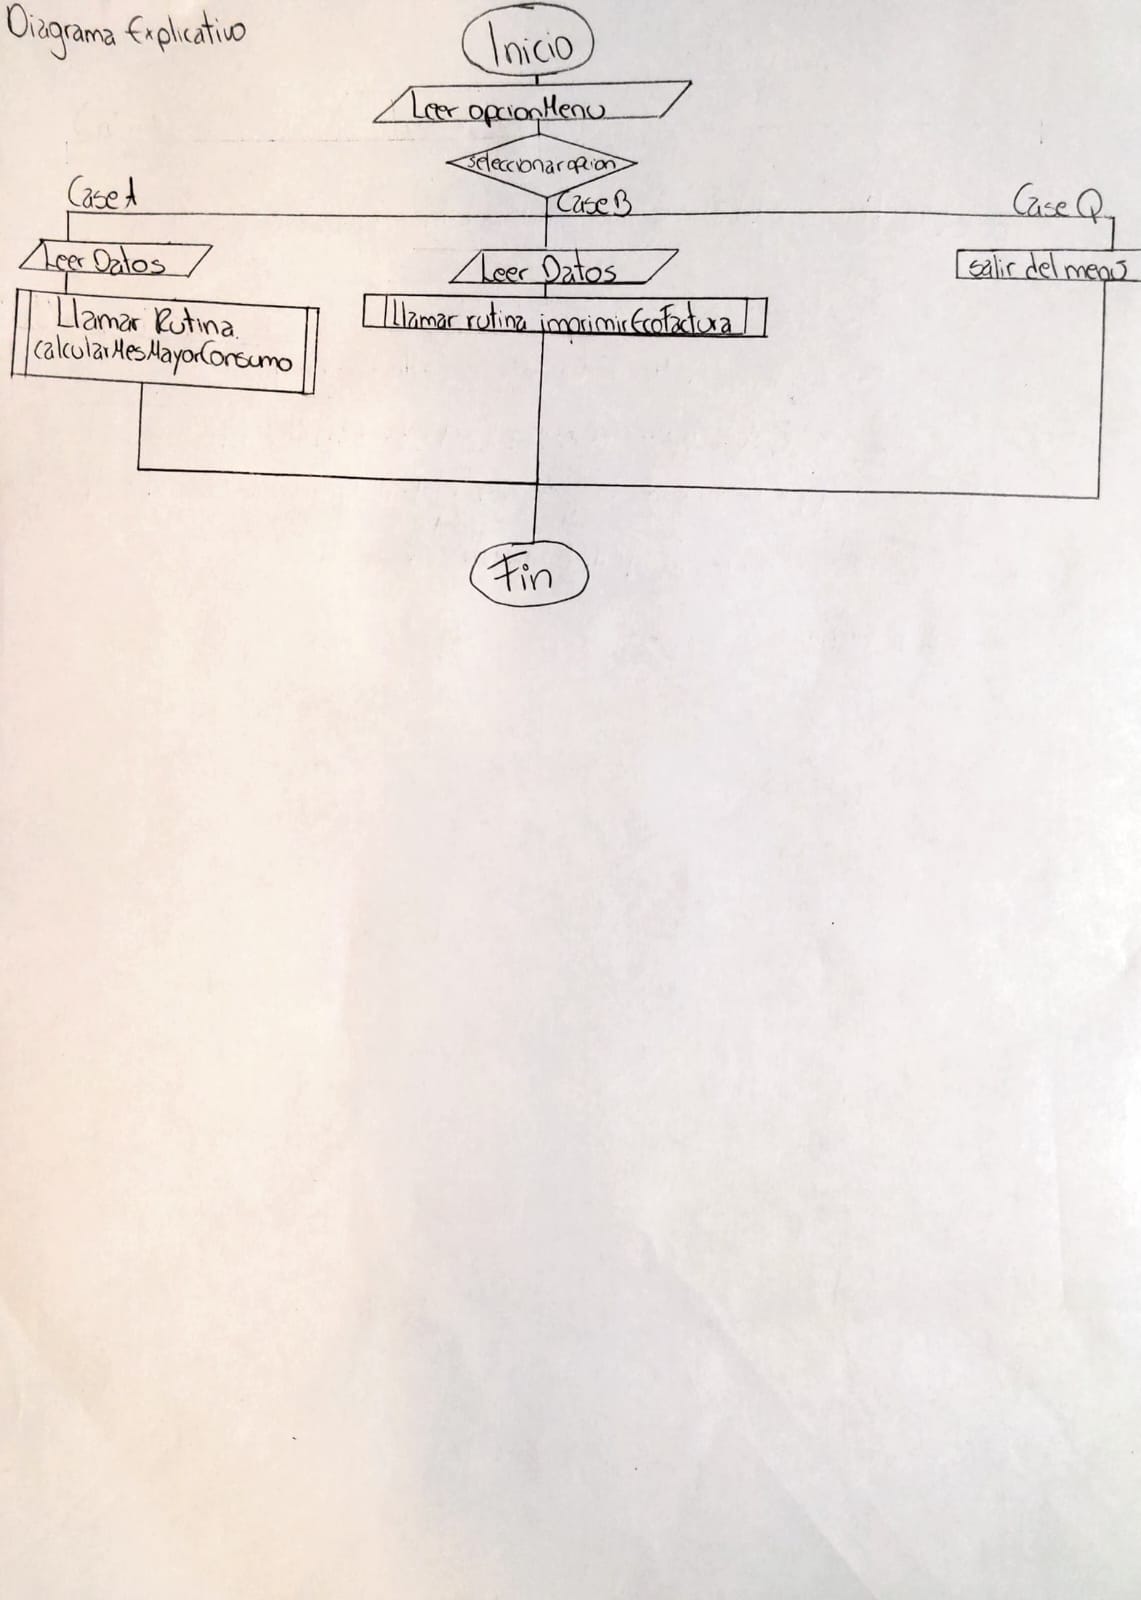 Diagrama Explicativo
Inicio
Leer opcionMenu
seleccionar opcion
Case A
Case B
Case Q
Leer Datos
Leer Datos
salir del menú
Llamar Rutina
calcularMesMayorConsumo
Llamar rutina imprimirEcoFactura
Fin